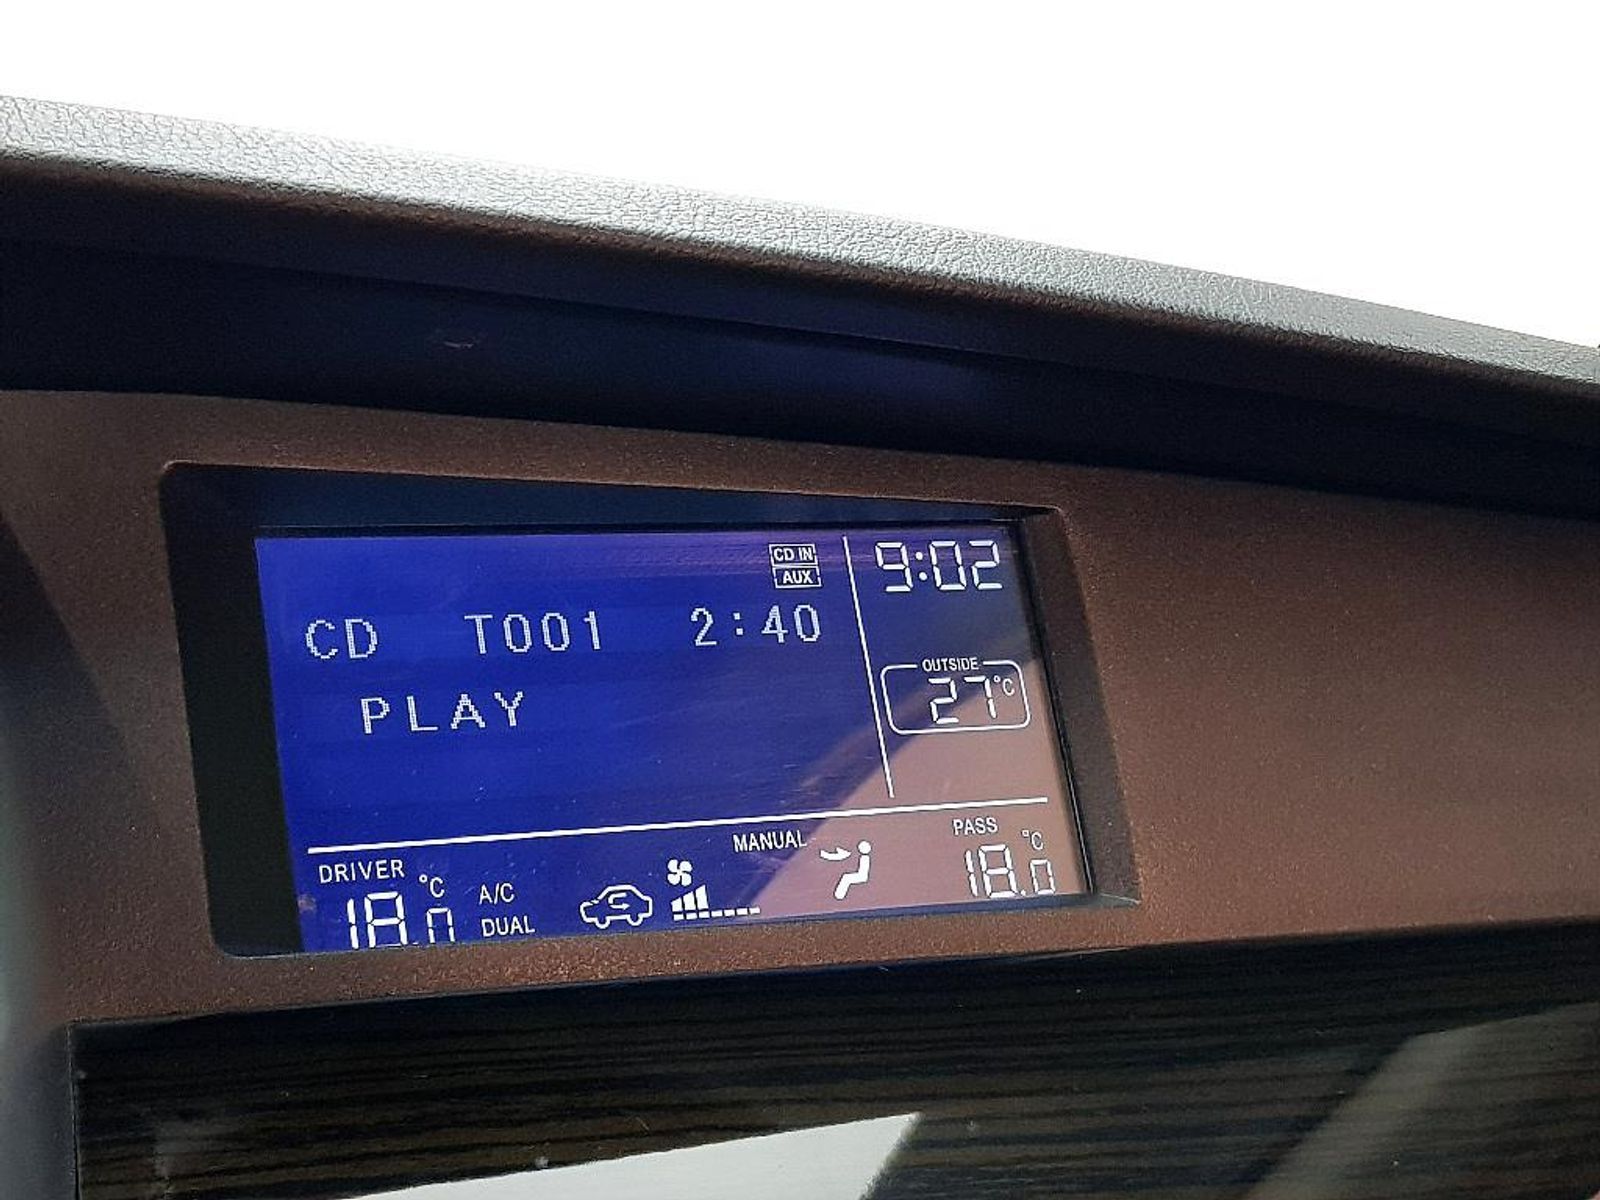 CD IN
AUX
9:02
CD T001 2:40
PLAY
OUTSIDE
27°C
MANUAL
DRIVER
18.0°C
A/C
DUAL
PASS
18.0°C